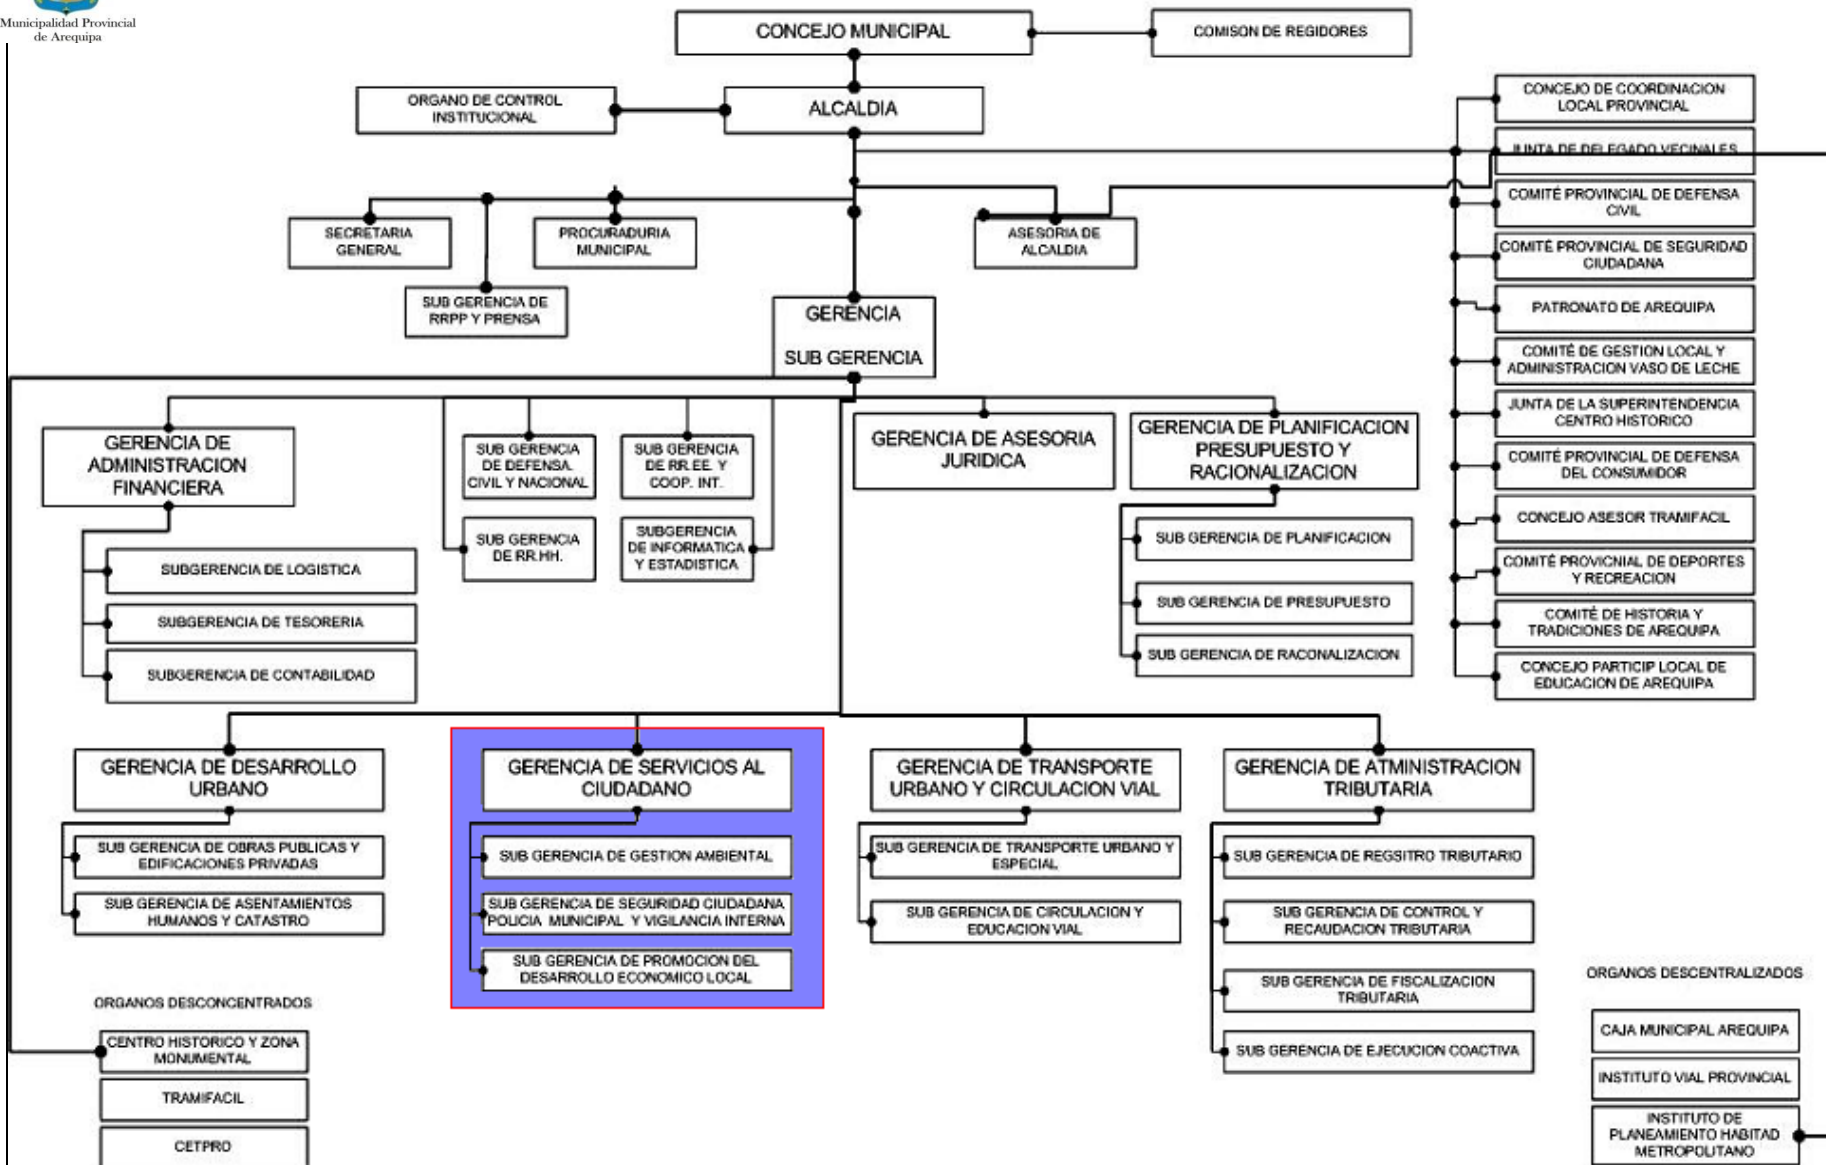 Municipalidad Provincial
de Arequipa
CONCEJO MUNICIPAL
COMISON DE REGIDORES
ORGANO DE CONTROL
INSTITUCIONAL
ALCALDIA
CONCEJO DE COORDINACION
LOCAL PROVINCIAL
JUNTA DE DELEGADO VECINALES
COMITÉ PROVINCIAL DE DEFENSA
CIVIL
COMITÉ PROVINCIAL DE SEGURIDAD
CIUDADANA
PATRONATO DE AREQUIPA
COMITÉ DE GESTION LOCAL Y
ADMINISTRACION VASO DE LECHE
JUNTA DE LA SUPERINTENDENCIA
CENTRO HISTORICO
COMITÉ PROVINCIAL DE DEFENSA
DEL CONSUMIDOR
CONCEJO ASESOR TRAMIFACIL
COMITÉ PROVICNIAL DE DEPORTES
Y RECREACION
COMITÉ DE HISTORIA Y
TRADICIONES DE AREQUIPA
CONCEJO PARTICIP LOCAL DE
EDUCACION DE AREQUIPA
SECRETARIA
GENERAL
PROCURADURIA
MUNICIPAL
ASESORIA DE
ALCALDIA
SUB GERENCIA DE
RRPP Y PRENSA
GERENCIA
SUB GERENCIA
GERENCIA DE
ADMINISTRACION
FINANCIERA
SUBGERENCIA DE LOGISTICA
SUBGERENCIA DE TESORERIA
SUBGERENCIA DE CONTABILIDAD
SUB GERENCIA
DE DEFENSA.
CIVIL Y NACIONAL
SUB GERENCIA
DE RR.EE. Y
COOP. INT.
SUB GERENCIA
DE RR.HH.
SUBGERENCIA
DE INFORMATICA
Y ESTADISTICA
GERENCIA DE ASESORIA
JURIDICA
GERENCIA DE PLANIFICACION
PRESUPUESTO Y
RACIONALIZACION
SUB GERENCIA DE PLANIFICACION
SUB GERENCIA DE PRESUPUESTO
SUB GERENCIA DE RACONALIZACION
GERENCIA DE DESARROLLO
URBANO
SUB GERENCIA DE OBRAS PUBLICAS Y
EDIFICACIONES PRIVADAS
SUB GERENCIA DE ASENTAMIENTOS
HUMANOS Y CATASTRO
GERENCIA DE SERVICIOS AL
CIUDADANO
SUB GERENCIA DE GESTION AMBIENTAL
SUB GERENCIA DE SEGURIDAD CIUDADANA
POLICIA MUNICIPAL Y VIGILANCIA INTERNA
SUB GERENCIA DE PROMOCION DEL
DESARROLLO ECONOMICO LOCAL
GERENCIA DE TRANSPORTE
URBANO Y CIRCULACION VIAL
SUB GERENCIA DE TRANSPORTE URBANO Y
ESPECIAL
SUB GERENCIA DE CIRCULACION Y
EDUCACION VIAL
GERENCIA DE ATMINISTRACION
TRIBUTARIA
SUB GERENCIA DE REGSITRO TRIBUTARIO
SUB GERENCIA DE CONTROL Y
RECAUDACION TRIBUTARIA
SUB GERENCIA DE FISCALIZACION
TRIBUTARIA
SUB GERENCIA DE EJECUCION COACTIVA
ORGANOS DESCONCENTRADOS
CENTRO HISTORICO Y ZONA
MONUMENTAL
TRAMIFACIL
CETPRO
ORGANOS DESCENTRALIZADOS
CAJA MUNICIPAL AREQUIPA
INSTITUTO VIAL PROVINCIAL
INSTITUTO DE
PLANEAMIENTO HABITAD
METROPOLITANO